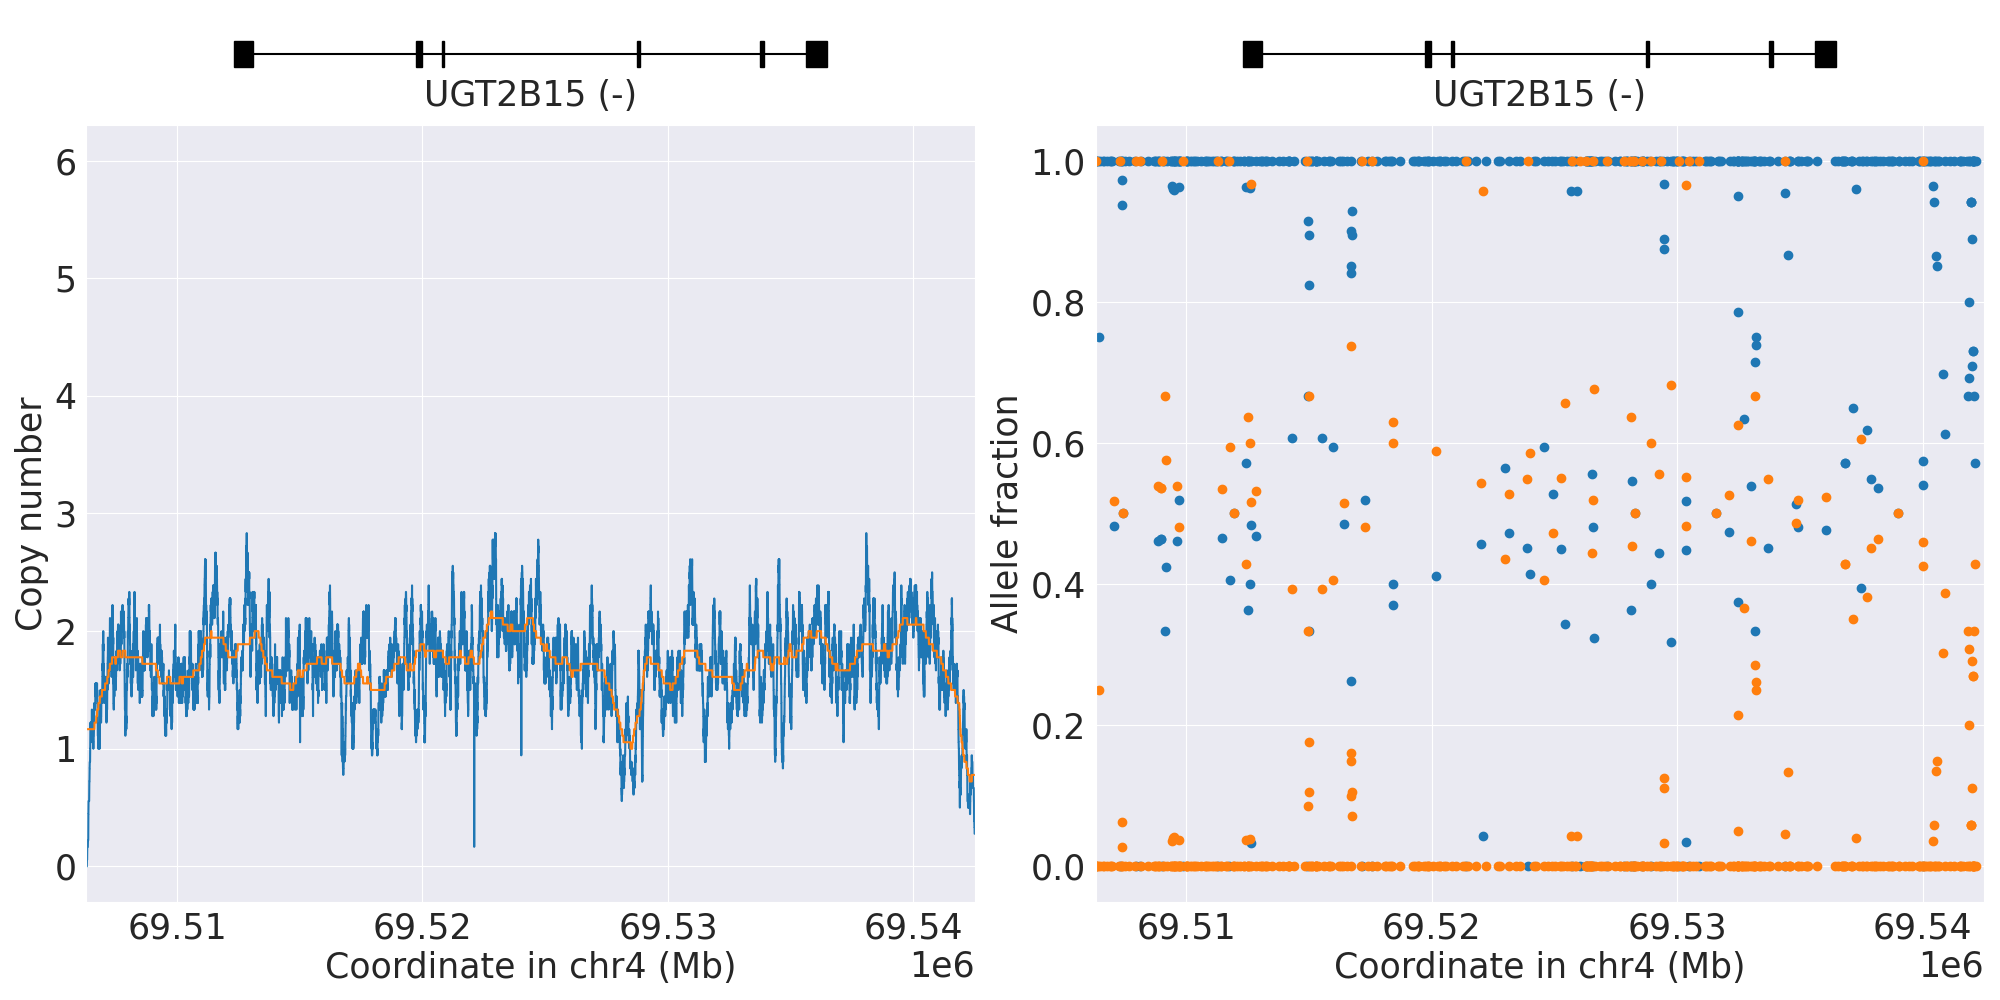 UGT2B15 (-)
6
5
4
3
2
1
0
Copy number
69.51 69.52 69.53 69.54
Coordinate in chr4 (Mb) 1e6
UGT2B15 (-)
1.0
0.8
0.6
0.4
0.2
0.0
Allele fraction
69.51 69.52 69.53 69.54
Coordinate in chr4 (Mb) 1e6